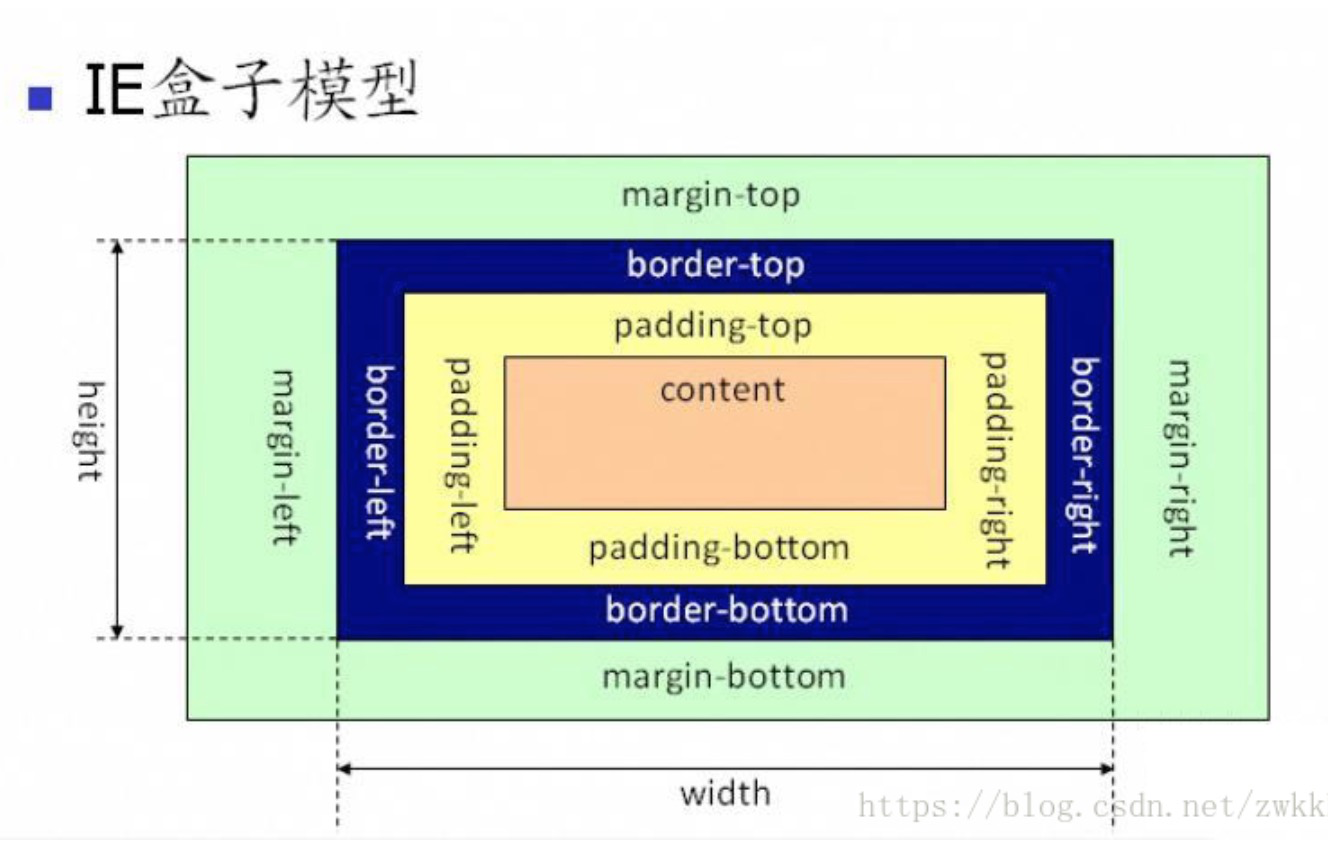 IE盒子模型
margin-top
border-top
padding-top
content
height
margin-left
border-left
padding-left
padding-right
border-right
margin-right
padding-bottom
border-bottom
margin-bottom
width
https://blog.csdn.net/zwkk